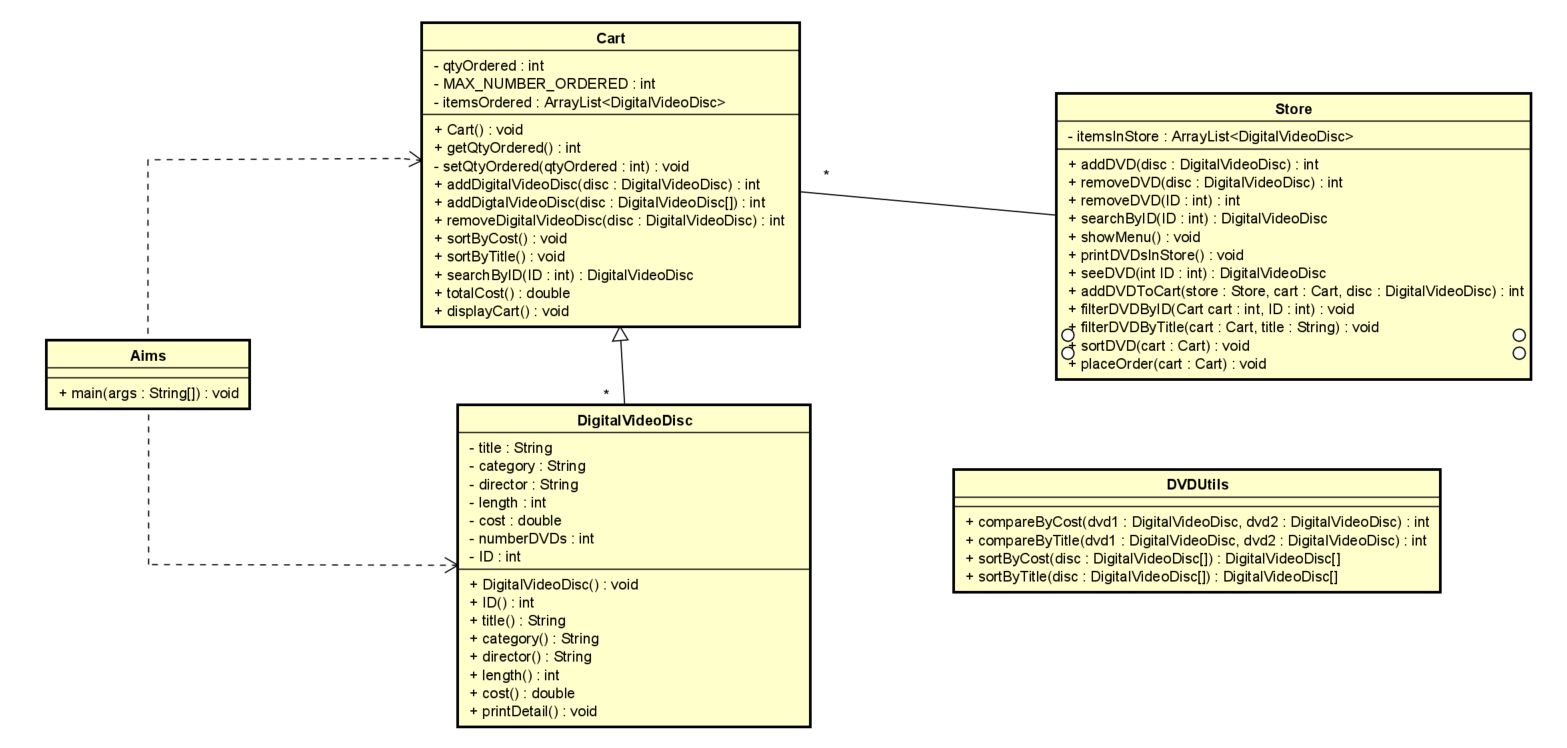 Cart
- qtyOrdered : int
- MAX_NUMBER_ORDERED : int
- itemsOrdered : ArrayList<DigitalVideoDisc>
+ Cart() : void
+ getQtyOrdered() : int
- setQtyOrdered(qtyOrdered : int) : void
+ addDigitalVideoDisc(disc : DigitalVideoDisc) : int
+ addDigtalVideoDisc(disc : DigitalVideoDisc[]) : int
+ removeDigitalVideoDisc(disc : DigitalVideoDisc) : int
+ sortByCost() : void
+ sortByTitle() : void
+ searchByID(ID : int) : DigitalVideoDisc
+ totalCost() : double
+ displayCart() : void
*
Store
- itemsInStore : ArrayList<DigitalVideoDisc>
+ addDVD(disc : DigitalVideoDisc) : int
+ removeDVD(disc : DigitalVideoDisc) : int
+ removeDVD(ID : int) : int
+ searchByID(ID : int) : DigitalVideoDisc
+ showMenu() : void
+ printDVDsInStore() : void
+ seeDVD(int ID : int) : DigitalVideoDisc
+ addDVDToCart(store : Store, cart : Cart, disc : DigitalVideoDisc) : int
+ filterDVDByID(Cart cart : int, ID : int) : void
+ filterDVDByTitle(cart : Cart, title : String) : void
+ sortDVD(cart : Cart) : void
+ placeOrder(cart : Cart) : void
Aims
+ main(args : String[]) : void
*
DigitalVideoDisc
- title : String
- category : String
- director : String
- length : int
- cost : double
- numberDVDs : int
- ID : int
+ DigitalVideoDisc() : void
+ ID() : int
+ title() : String
+ category() : String
+ director() : String
+ length() : int
+ cost() : double
+ printDetail() : void
DVDUtils
+ compareByCost(dvd1 : DigitalVideoDisc, dvd2 : DigitalVideoDisc) : int
+ compareByTitle(dvd1 : DigitalVideoDisc, dvd2 : DigitalVideoDisc) : int
+ sortByCost(disc : DigitalVideoDisc[]) : DigitalVideoDisc[]
+ sortByTitle(disc : DigitalVideoDisc[]) : DigitalVideoDisc[]